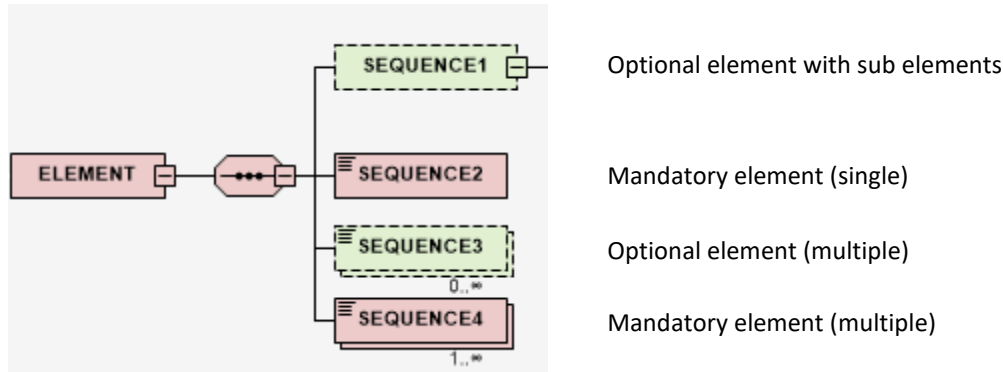 SEQUENCE1
Optional element with sub elements
ELEMENT
SEQUENCE2
Mandatory element (single)
SEQUENCE3
Optional element (multiple)
0..∞
SEQUENCE4
Mandatory element (multiple)
1..∞